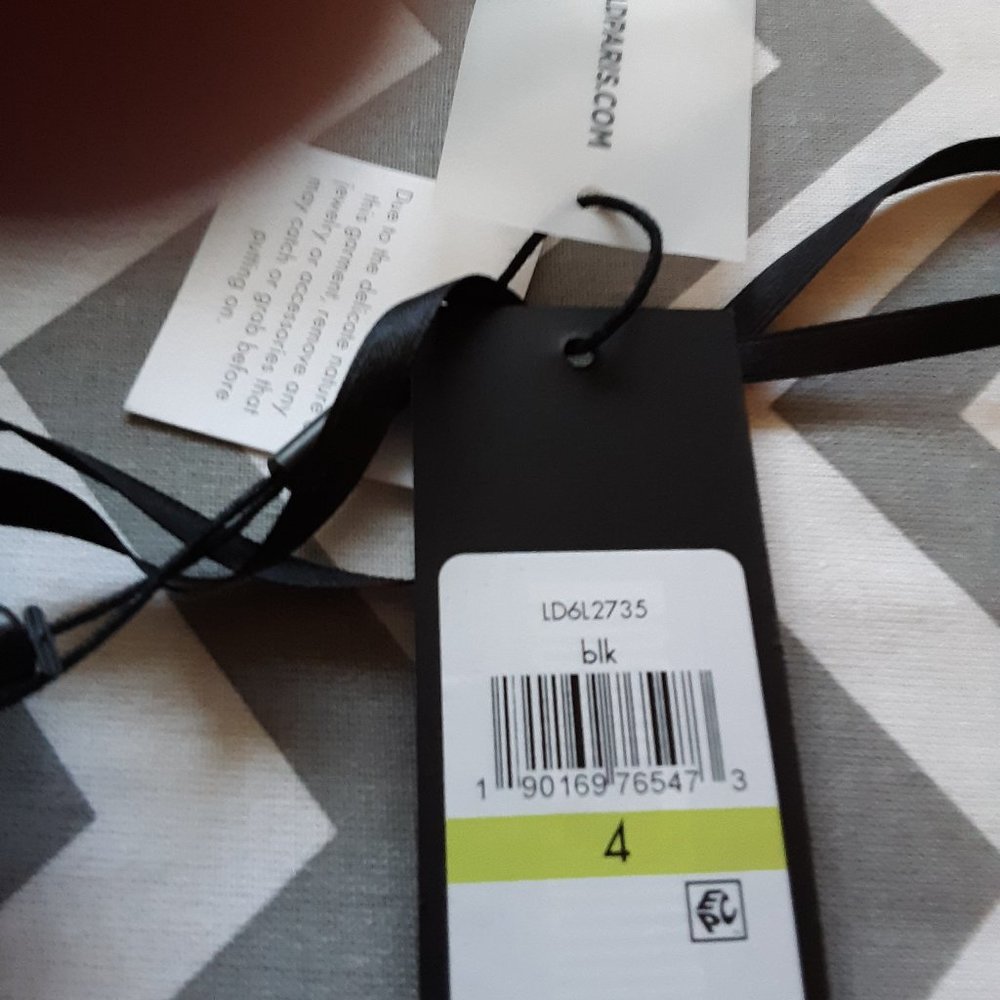 LDPARIS.COM
Due to the delicate nature
this garment, remove any
jewelry or accessories that
may catch or grab before
putting on.
LD6L2735
blk
1 90169 76547 3
4
EPC